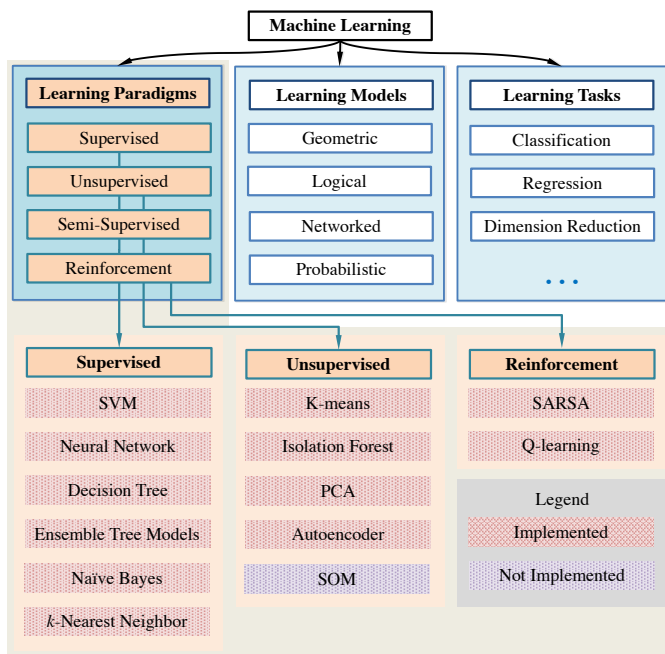 Machine Learning
Learning Paradigms
Supervised
Unsupervised
Semi-Supervised
Reinforcement
Learning Models
Geometric
Logical
Networked
Probabilistic
Learning Tasks
Classification
Regression
Dimension Reduction
...
Supervised
SVM
Neural Network
Decision Tree
Ensemble Tree Models
Naïve Bayes
k-Nearest Neighbor
Unsupervised
K-means
Isolation Forest
PCA
Autoencoder
SOM
Reinforcement
SARSA
Q-learning
Legend
Implemented
Not Implemented